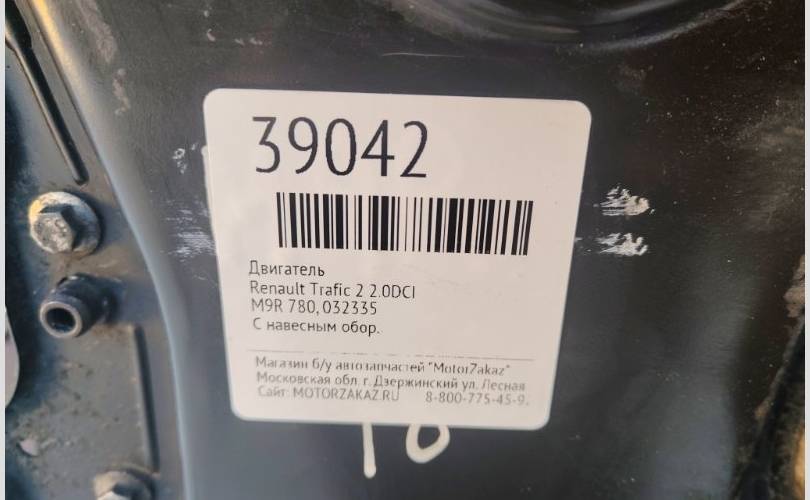 39042
Двигатель
Renault Trafic 2 2.0DCI
M9R 780, 032335
С навесным обор.
Магазин б/у автозапчастей "MotorZakaz"
Московская обл. г. Дзержинский ул. Лесная
Сайт: MOTORZAKAZ.RU 8-800-775-45-9.
10